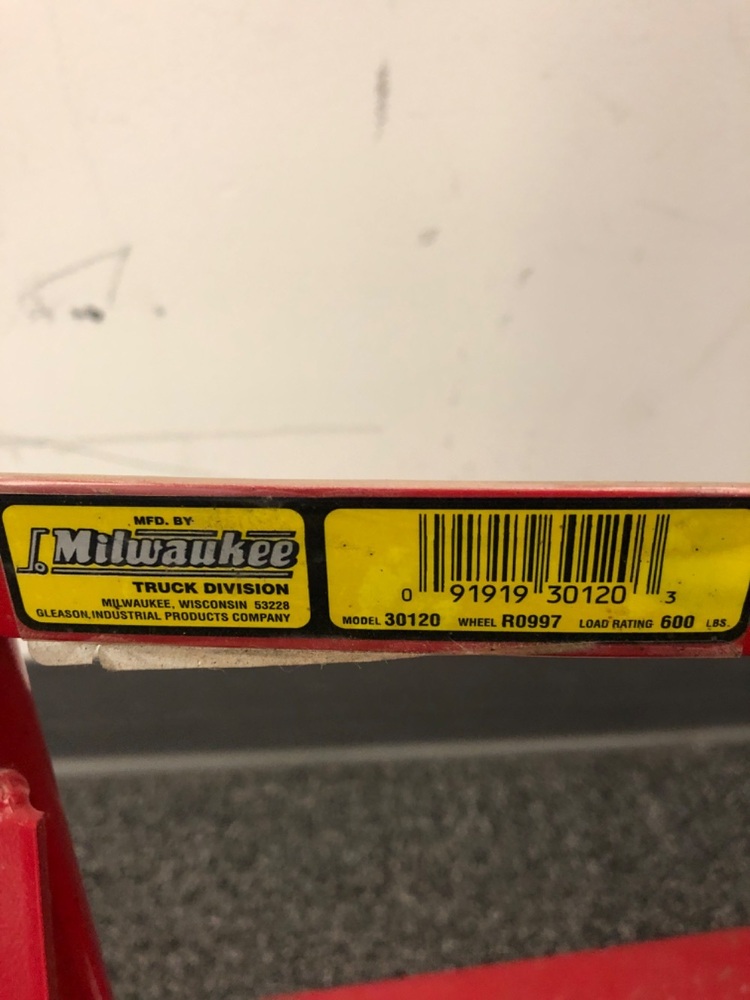 MFD. BY
Milwaukee
TRUCK DIVISION
MILWAUKEE, WISCONSIN 53228
GLEASON INDUSTRIAL PRODUCTS COMPANY
0 91919 30120 3
MODEL 30120 WHEEL R0997 LOAD RATING 600 LBS.